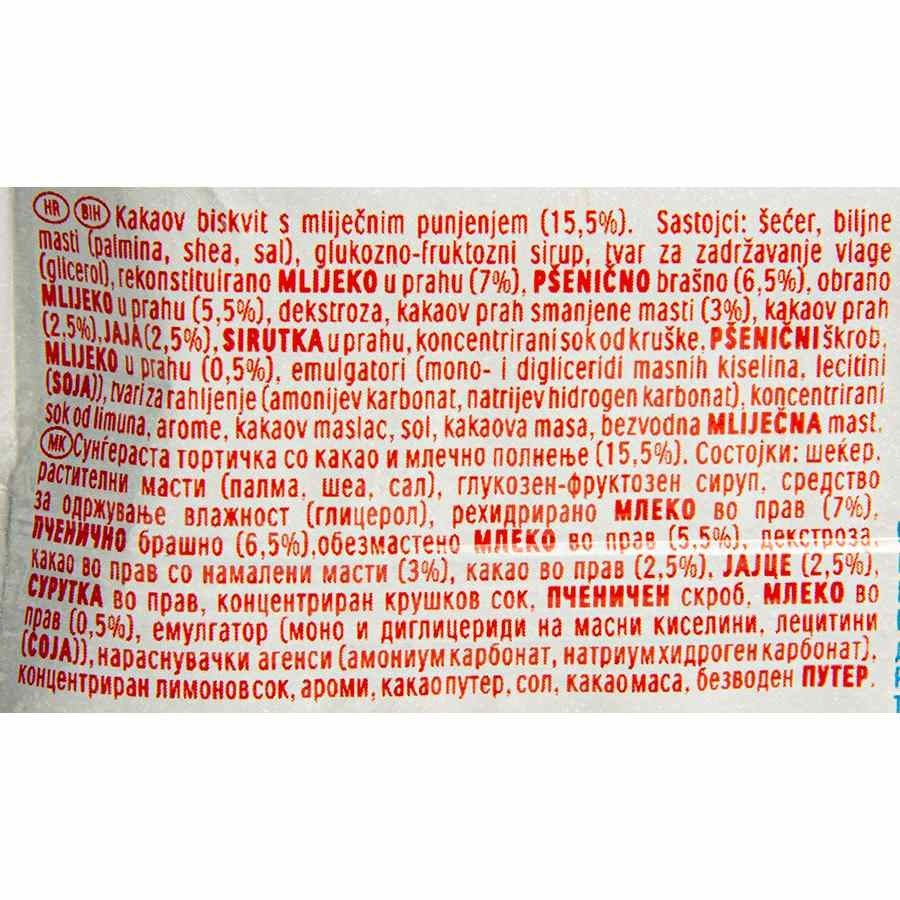 HR BIH Kakaov biskvit s mliječnim punjenjem (15,5%). Sastojci: šećer, biljne
masti (palmina, shea, sal), glukozno-fruktozni sirup, tvar za zadržavanje vlage
(glicerol), rekonstituirano MLIJEKO u prahu (7%), PŠENIČNO brašno (6,5%), obrano
MLIJEKO u prahu (5,5%), dekstroza, kakaov prah smanjene masti (3%), kakaov prah
(2.5%), JAJA (2,5%), SIRUTKA u prahu, koncentrirani sok od kruške, PŠENIČNI škrob,
MLIJEKO u prahu (0,5%), emulgatori (mono- i digliceridi masnih kiselina, lecitini
(SOJA)), tvari za rahljenje (amonijev karbonat, natrijev hidrogen karbonat), koncentrirani
sok od limuna, arome, kakaov maslac, sol, kakaova masa, bezvodna MLIJEČNA mast.
MK Сунѓераста тортичка со какао и млечно полнење (15,5%). Состојки: шеќер,
растителни масти (палма, шеа, сал), глукозен-фруктозен сируп, средство
за одржување влажност (глицерол), рехидрирано МЛЕКО во прав (7%),
ПЧЕНИЧНО брашно (6,5%), обезмастено МЛЕКО во прав (5,5%), декстроза,
какао во прав со намалени масти (3%), какао во прав (2,5%), ЈАЈЦЕ (2,5%),
СУРУТКА во прав, концентриран крушков сок, ПЧЕНИЧЕН скроб, МЛЕКО во
прав (0,5%), емулгатор (моно и диглицериди на масни киселини, лецитини
(СОЈА)), нараснувачки агенси (амониум карбонат, натриум хидроген карбонат),
концентриран лимонов сок, ароми, какао путер, сол, какао маса, безводен ПУТЕР.